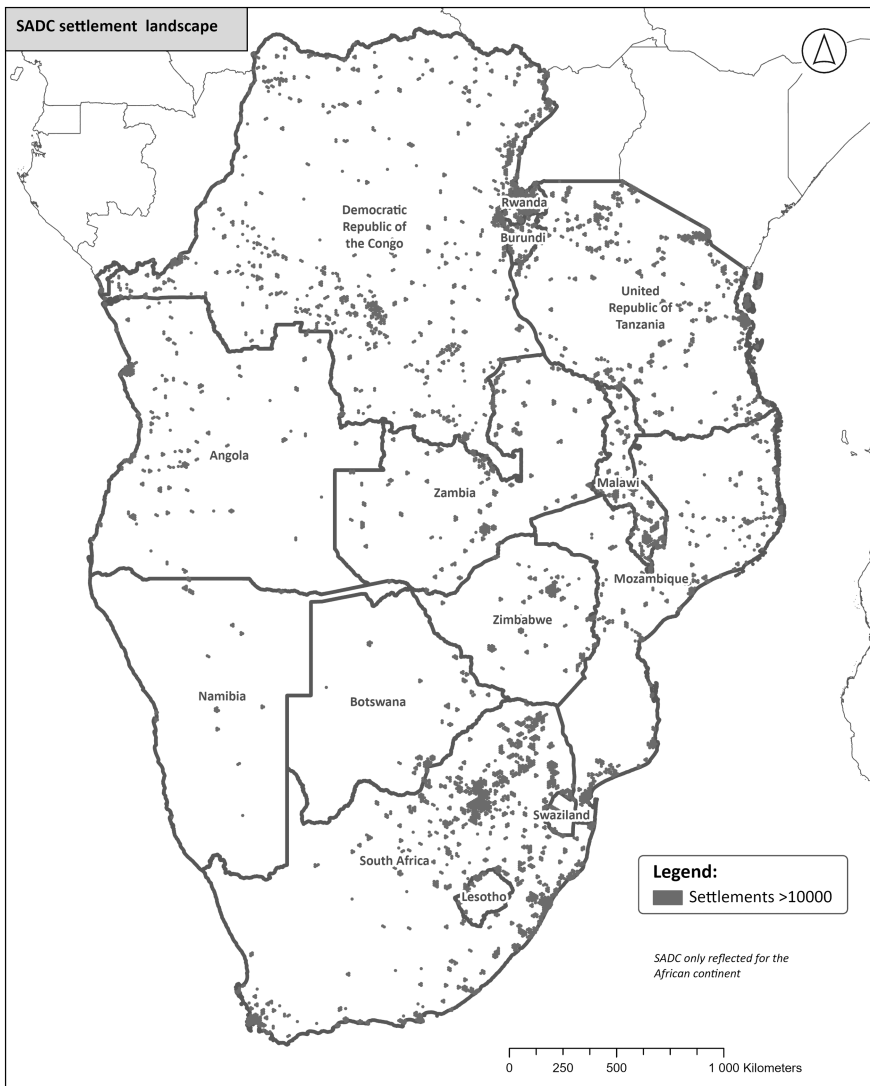 SADC settlement landscape
Democratic
Republic of
the Congo
Rwanda
Burundi
United
Republic of
Tanzania
Angola
Zambia
Malawi
Mozambique
Zimbabwe
Namibia
Botswana
Swaziland
South Africa
Lesotho
Legend:
Settlements >10000
SADC only reflected for the
African continent
0 250 500 1 000 Kilometers